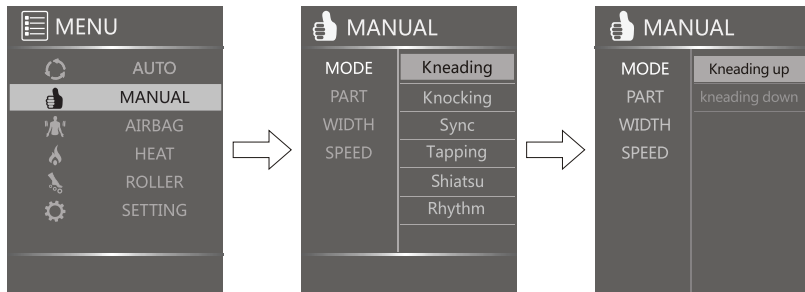 MENU
AUTO
MANUAL
AIRBAG
HEAT
ROLLER
SETTING
MANUAL
MODE
PART
WIDTH
SPEED
Kneading
Knocking
Sync
Tapping
Shiatsu
Rhythm
MANUAL
MODE
PART
WIDTH
SPEED
Kneading up
kneading down